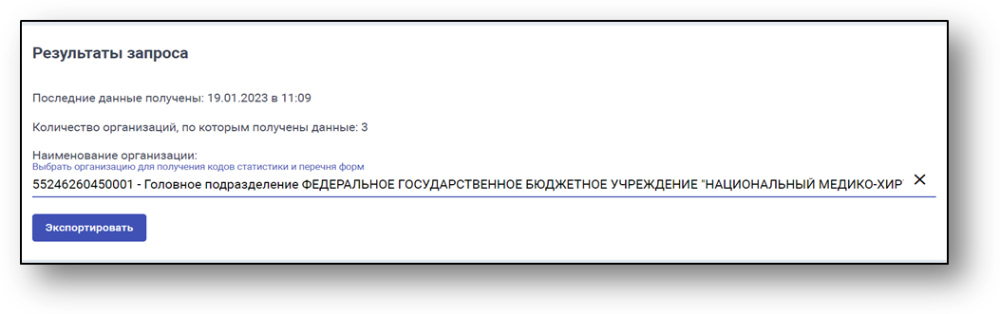 Результаты запроса
Последние данные получены: 19.01.2023 в 11:09
Количество организаций, по которым получены данные: 3
Наименование организации:
Выбрать организацию для получения кодов статистики и перечня форм
55246260450001 - Головное подразделение ФЕДЕРАЛЬНОЕ ГОСУДАРСТВЕННОЕ БЮДЖЕТНОЕ УЧРЕЖДЕНИЕ "НАЦИОНАЛЬНЫЙ МЕДИКО-ХИР
Экспортировать